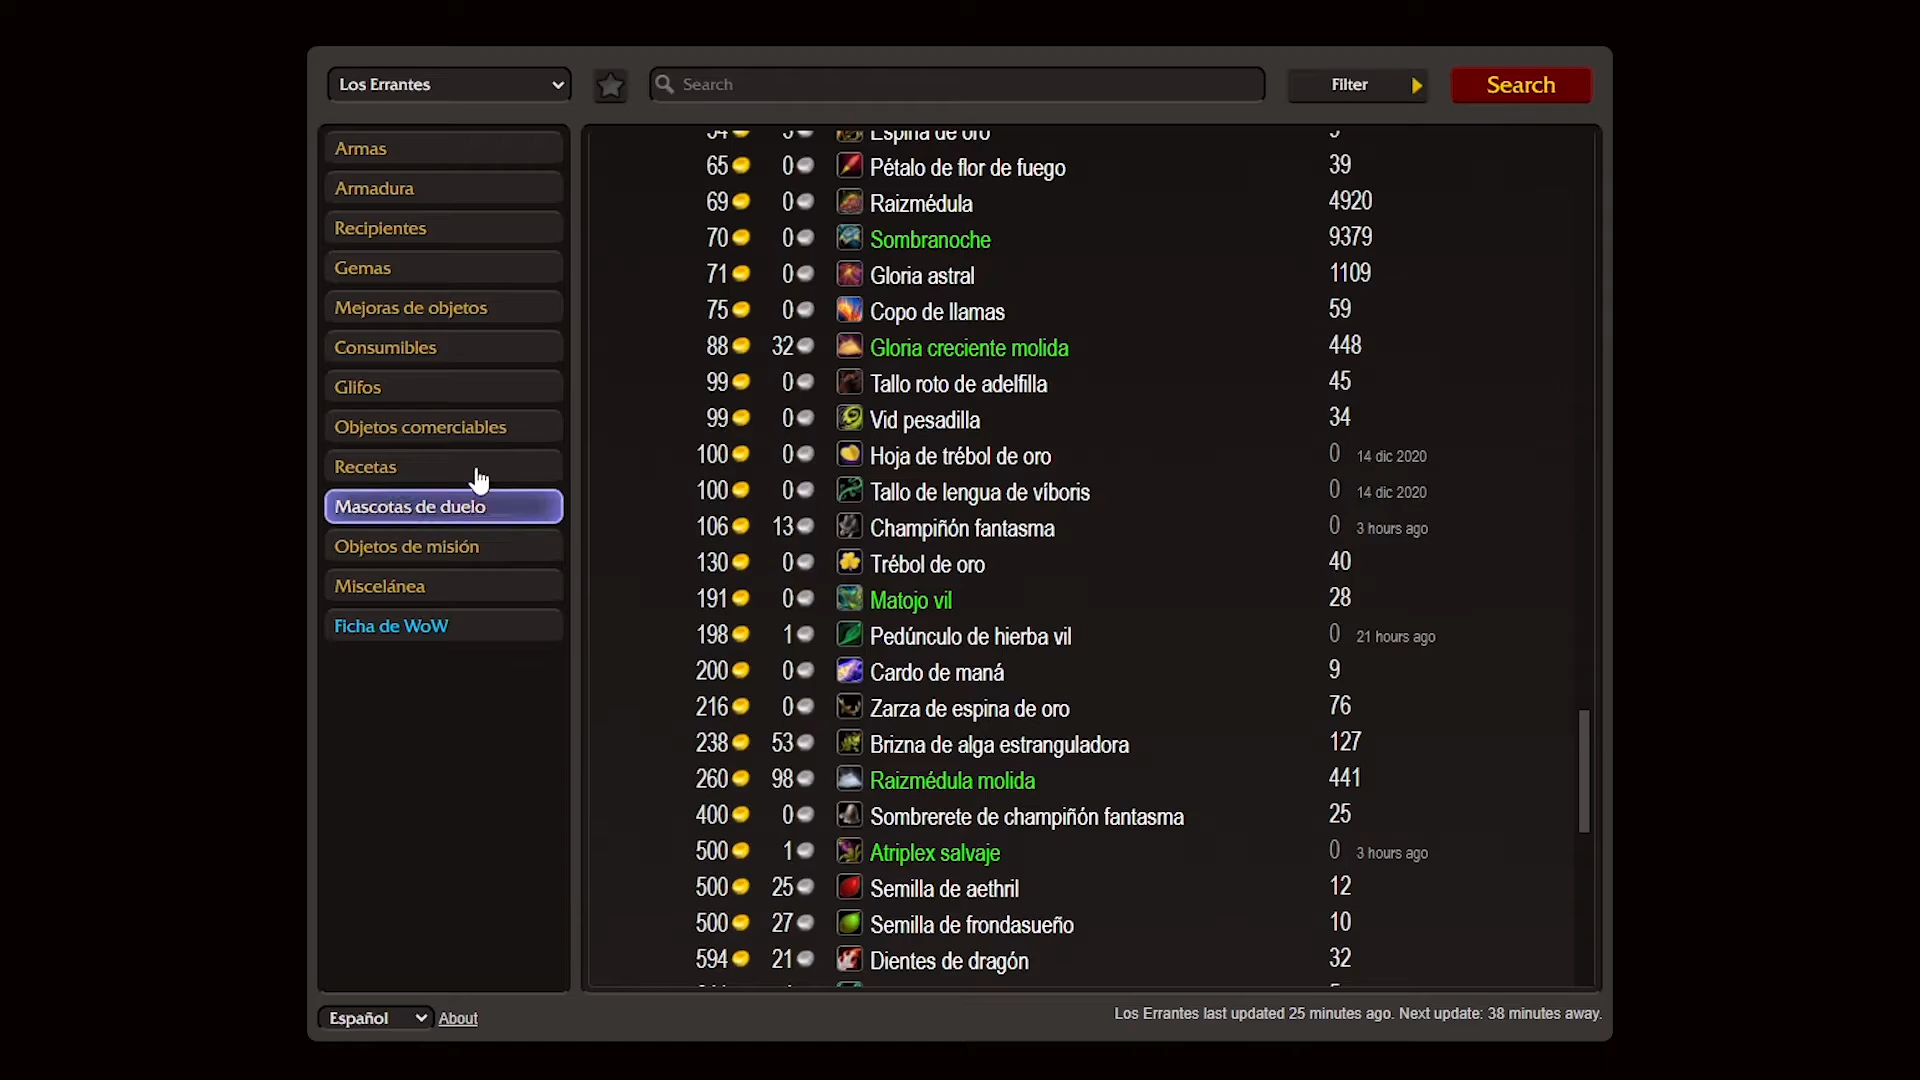 Los Errantes
Search
Filter
Search
Armas
Armadura
Recipientes
Gemas
Mejoras de objetos
Consumibles
Glifos
Objetos comerciables
Recetas
Mascotas de duelo
Objetos de misión
Miscelánea
Ficha de WoW
Espina de oro
65 0 Pétalo de flor de fuego 39
69 0 Raizmédula 4920
70 0 Sombranoche 9379
71 0 Gloria astral 1109
75 0 Copo de llamas 59
88 32 Gloria creciente molida 448
99 0 Tallo roto de adelfilla 45
99 0 Vid pesadilla 34
100 0 Hoja de trébol de oro 0 14 dic 2020
100 0 Tallo de lengua de víboris 0 14 dic 2020
106 13 Champiñón fantasma 0 3 hours ago
130 0 Trébol de oro 40
191 0 Matojo vil 28
198 1 Pedúnculo de hierba vil 0 21 hours ago
200 0 Cardo de maná 9
216 0 Zarza de espina de oro 76
238 53 Brizna de alga estranguladora 127
260 98 Raizmédula molida 441
400 0 Sombrerete de champiñón fantasma 25
500 1 Atriplex salvaje 0 3 hours ago
500 25 Semilla de aethril 12
500 27 Semilla de frondasueño 10
594 21 Dientes de dragón 32
Español
About
Los Errantes last updated 25 minutes ago. Next update: 38 minutes away.